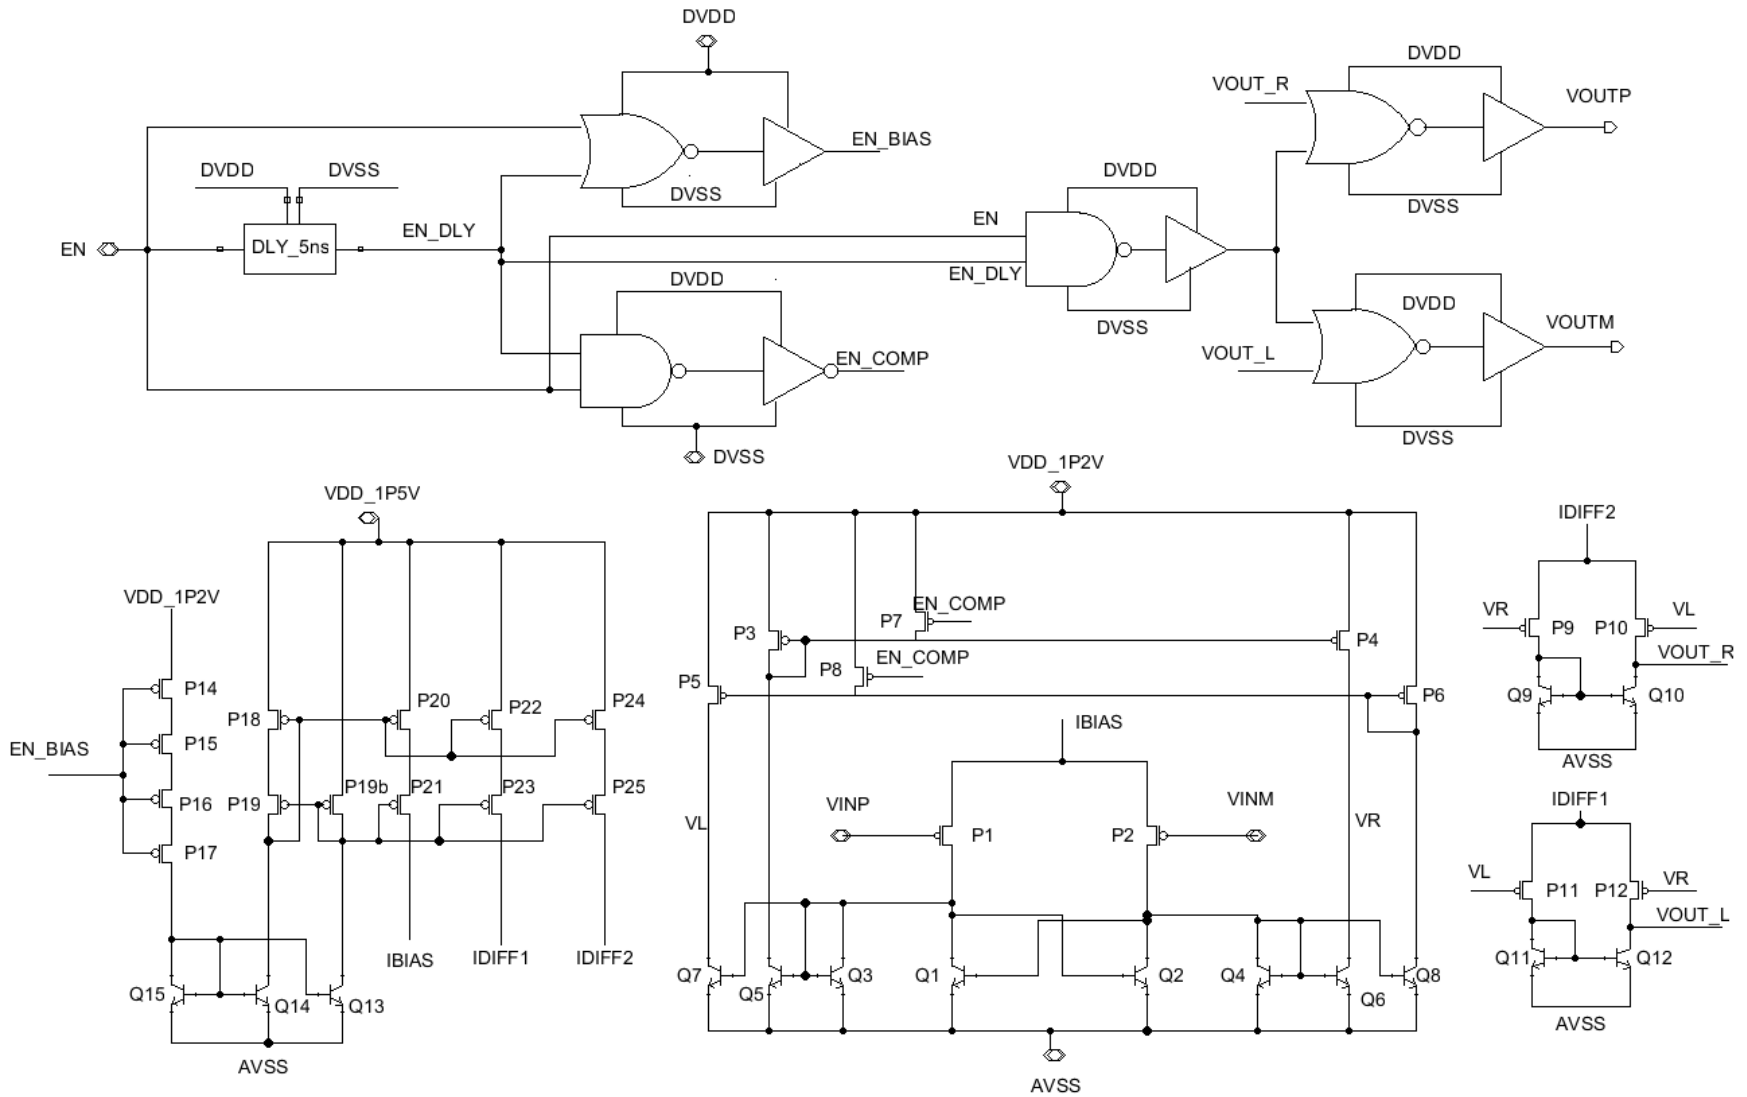 DVDD
DVDD
VOUT_R
VOUTP
EN_BIAS
DVDD
DVSS
DVDD
DVSS
DVSS
EN_DLY
EN
EN
DLY_5ns
EN_DLY
DVDD
DVSS
DVDD
VOUTM
VOUT_L
EN_COMP
DVSS
DVSS
VDD_1P2V
VDD_1P5V
IDIFF2
VDD_1P2V
EN_COMP
P7
VR
P9
P10
VL
P3
P4
EN_COMP
P8
VOUT_R
P5
P6
P14
Q9
Q10
P20
P24
P18
P22
IBIAS
EN_BIAS
P15
AVSS
P19b
P21
P23
P25
P16
P19
IDIFF1
VINP
VINM
VL
P1
P2
VR
P17
VL
P11
P12
VR
VOUT_L
IBIAS
IDIFF1
IDIFF2
Q11
Q12
Q7
Q5
Q3
Q1
Q2
Q4
Q6
Q8
Q15
Q14
Q13
AVSS
AVSS
AVSS